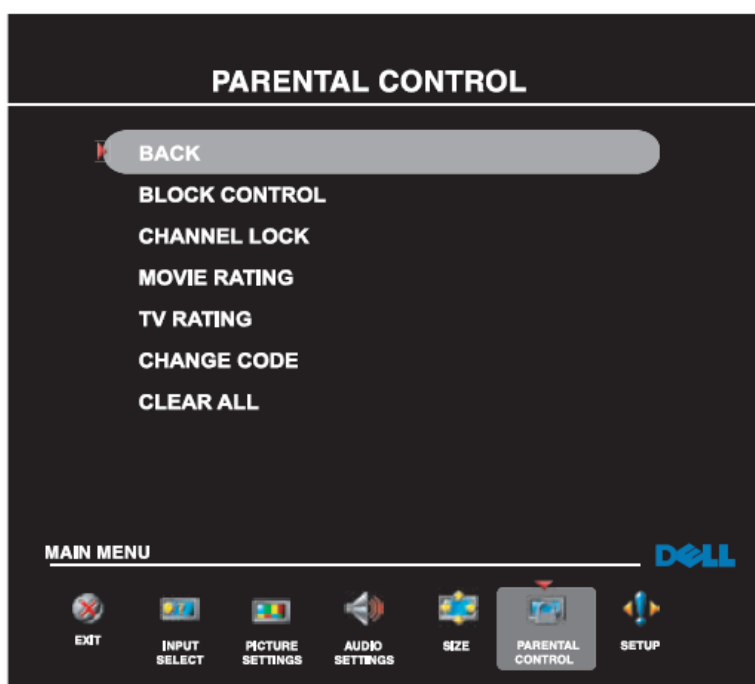 PARENTAL CONTROL
BACK
BLOCK CONTROL
CHANNEL LOCK
MOVIE RATING
TV RATING
CHANGE CODE
CLEAR ALL
MAIN MENU
DELL
EXIT
INPUT
SELECT
PICTURE
SETTINGS
AUDIO
SETTINGS
SIZE
PARENTAL
CONTROL
SETUP